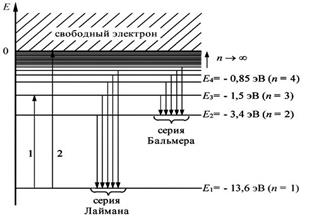 E
свободный электрон
0
n → ∞
E₄= - 0,85 эВ (n = 4)
E₃= - 1,5 эВ (n = 3)
E₂= - 3,4 эВ (n = 2)
серия
Бальмера
1
2
E₁= - 13,6 эВ (n = 1)
серия
Лаймана